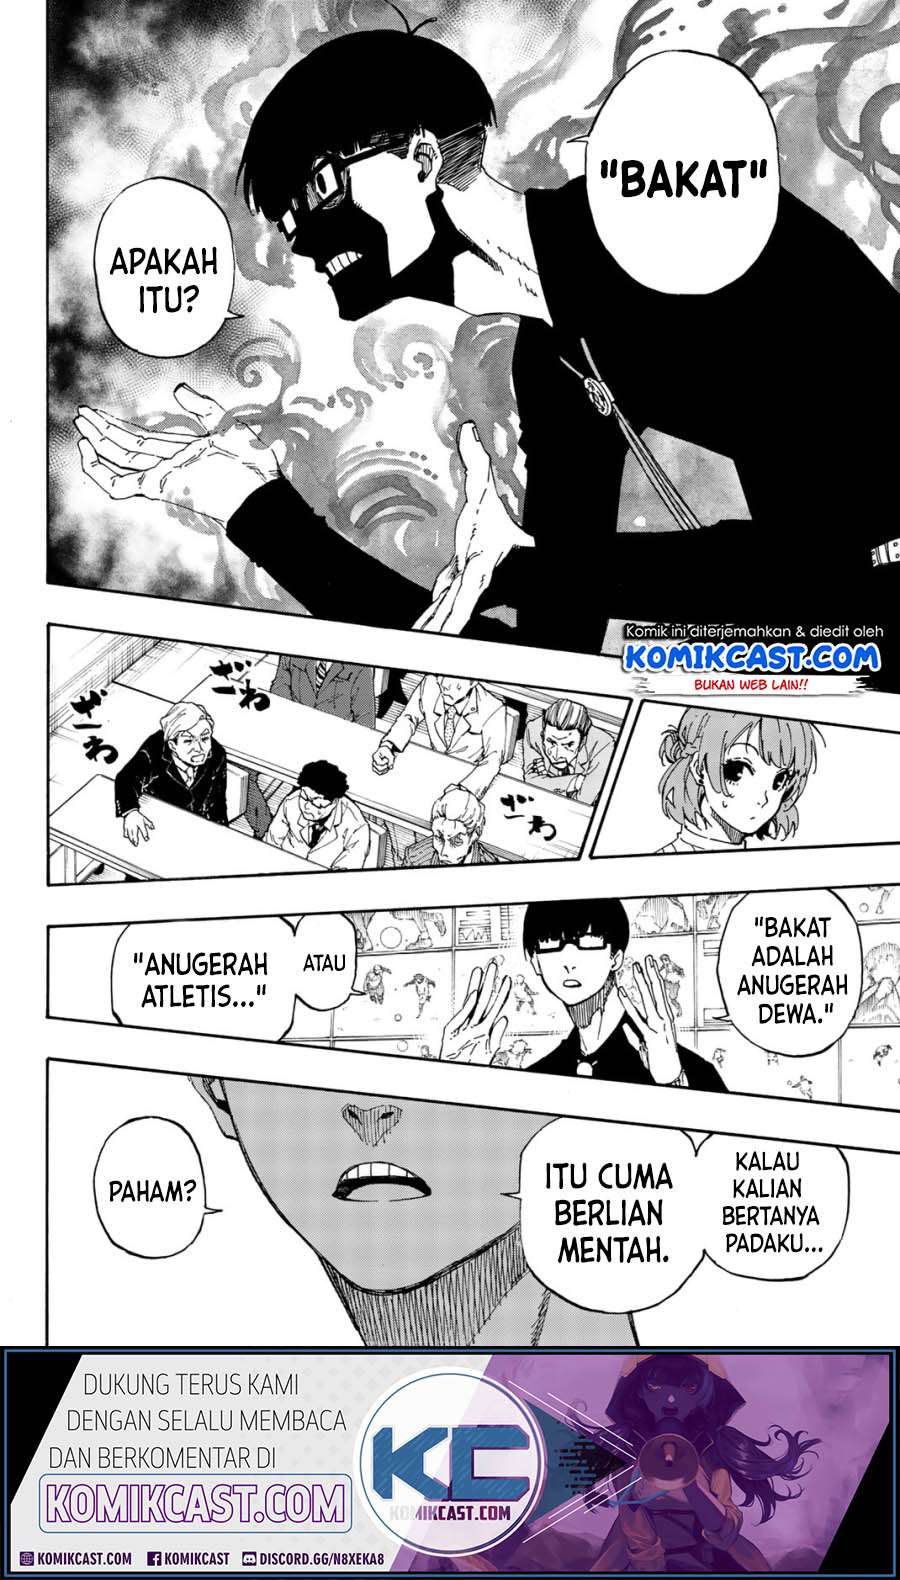 "BAKAT"
APAKAH
ITU?
Komik ini diterjemahkan & diedit oleh
KOMIKCAST.COM
BUKAN WEB LAIN!!
ざわ
ざわ
ざわ
"BAKAT
ADALAH
ANUGERAH
DEWA."
ATAU
"ANUGERAH
ATLETIS..."
KALAU
KALIAN
BERTANYA
PADAKU...
ITU CUMA
BERLIAN
MENTAH.
PAHAM?
DUKUNG TERUS KAMI
DENGAN SELALU MEMBACA
DAN BERKOMENTAR DI
KOMIKCAST.COM
KC
KOMIKCAST.COM
KOMIKCAST.COM
KOMIKCAST
DISCORD.GG/N8XEKA8